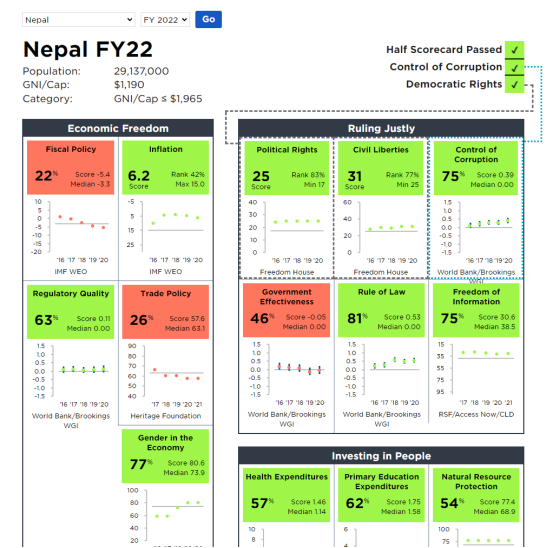 Nepal
FY 2022
Go
Nepal FY22
Population: 29,137,000
GNI/Cap: $1,190
Category: GNI/Cap ≤ $1,965
Half Scorecard Passed ✓
Control of Corruption ✓
Democratic Rights ✓
Economic Freedom
Fiscal Policy
22% Score -5.4
Median -3.3
10
5
0
-5
-10
-15
-20
'16 '17 '18 '19 '20
IMF WEO
Inflation
6.2 Rank 42%
Score Max 15.0
-5
5
15
25
'16 '17 '18 '19 '20
IMF WEO
Regulatory Quality
63% Score 0.11
Median 0.00
1.5
1.0
0.5
0.0
-0.5
-1.0
-1.5
'16 '17 '18 '19 '20
World Bank/Brookings
WGI
Trade Policy
26% Score 57.6
Median 63.1
90
80
70
60
50
40
'17 '18 '19 '20 '21
Heritage Foundation
Gender in the
Economy
77% Score 80.6
Median 73.9
100
80
60
40
20
Ruling Justly
Political Rights
25 Rank 83%
Score Min 17
40
30
20
10
0
'16 '17 '18 '19 '20
Freedom House
Civil Liberties
31 Rank 77%
Score Min 25
60
40
20
0
'16 '17 '18 '19 '20
Freedom House
Control of
Corruption
75% Score 0.39
Median 0.00
1.5
1.0
0.5
0.0
-0.5
-1.0
-1.5
'16 '17 '18 '19 '20
World Bank/Brookings
WGI
Government
Effectiveness
46% Score -0.05
Median 0.00
1.5
1.0
0.5
0.0
-0.5
-1.0
-1.5
'16 '17 '18 '19 '20
World Bank/Brookings
WGI
Rule of Law
81% Score 0.53
Median 0.00
1.5
1.0
0.5
0.0
-0.5
-1.0
-1.5
'16 '17 '18 '19 '20
World Bank/Brookings
WGI
Freedom of
Information
75% Score 30.6
Median 38.5
15
35
55
75
95
'17 '18 '19 '20 '21
RSF/Access Now/CLD
Investing in People
Health Expenditures
57% Score 1.46
Median 1.14
10
8
Primary Education
Expenditures
62% Score 1.75
Median 1.58
6
4
Natural Resource
Protection
54% Score 77.4
Median 68.9
100
75